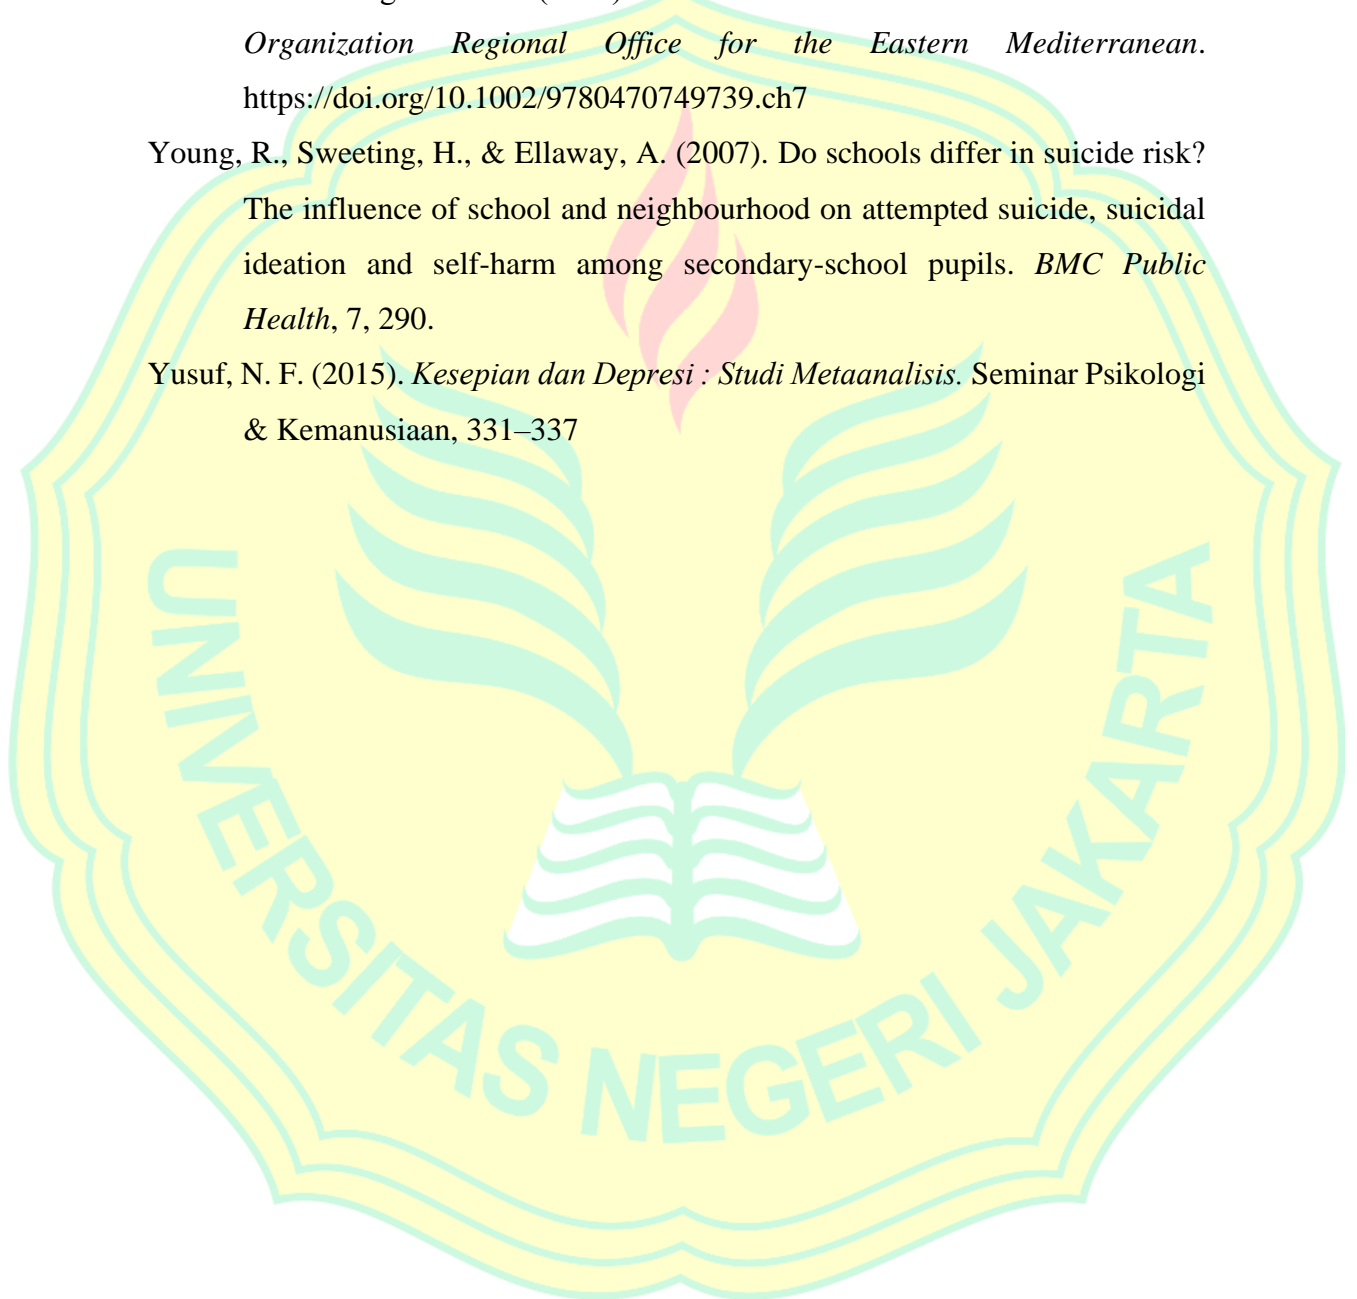 Organization Regional Office for the Eastern Mediterranean.
https://doi.org/10.1002/9780470749739.ch7
Young, R., Sweeting, H., & Ellaway, A. (2007). Do schools differ in suicide risk?
The influence of school and neighbourhood on attempted suicide, suicidal
ideation and self-harm among secondary-school pupils. BMC Public
Health, 7, 290.
Yusuf, N. F. (2015). Kesepian dan Depresi : Studi Metaanalisis. Seminar Psikologi
& Kemanusiaan, 331–337
UNIVERSITAS NEGERI JAKARTA